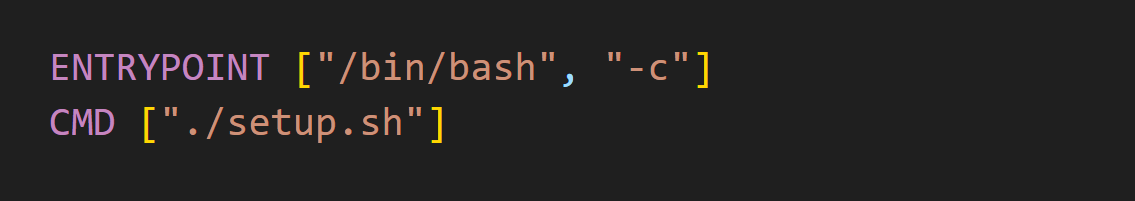 ENTRYPOINT ["/bin/bash", "-c"]
CMD ["./setup.sh"]